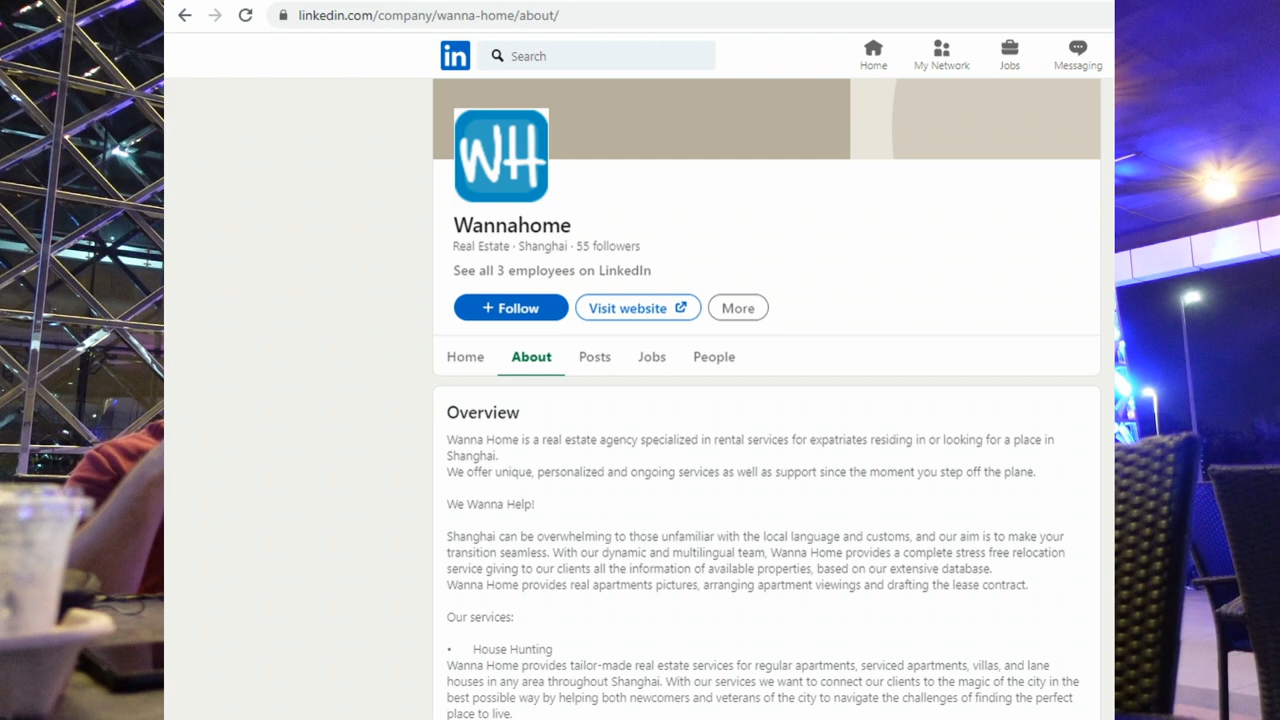 linkedin.com/company/wanna-home/about/
in
Search
Home
My Network
Jobs
Messaging
WH
Wannahome
Real Estate · Shanghai · 55 followers
See all 3 employees on LinkedIn
+ Follow
Visit website
More
Home
About
Posts
Jobs
People
Overview
Wanna Home is a real estate agency specialized in rental services for expatriates residing in or looking for a place in
Shanghai.
We offer unique, personalized and ongoing services as well as support since the moment you step off the plane.
We Wanna Help!
Shanghai can be overwhelming to those unfamiliar with the local language and customs, and our aim is to make your
transition seamless. With our dynamic and multilingual team, Wanna Home provides a complete stress free relocation
service giving to our clients all the information of available properties, based on our extensive database.
Wanna Home provides real apartments pictures, arranging apartment viewings and drafting the lease contract.
Our services:
• House Hunting
Wanna Home provides tailor-made real estate services for regular apartments, serviced apartments, villas, and lane
houses in any area throughout Shanghai. With our services we want to connect our clients to the magic of the city in the
best possible way by helping both newcomers and veterans of the city to navigate the challenges of finding the perfect
place to live.